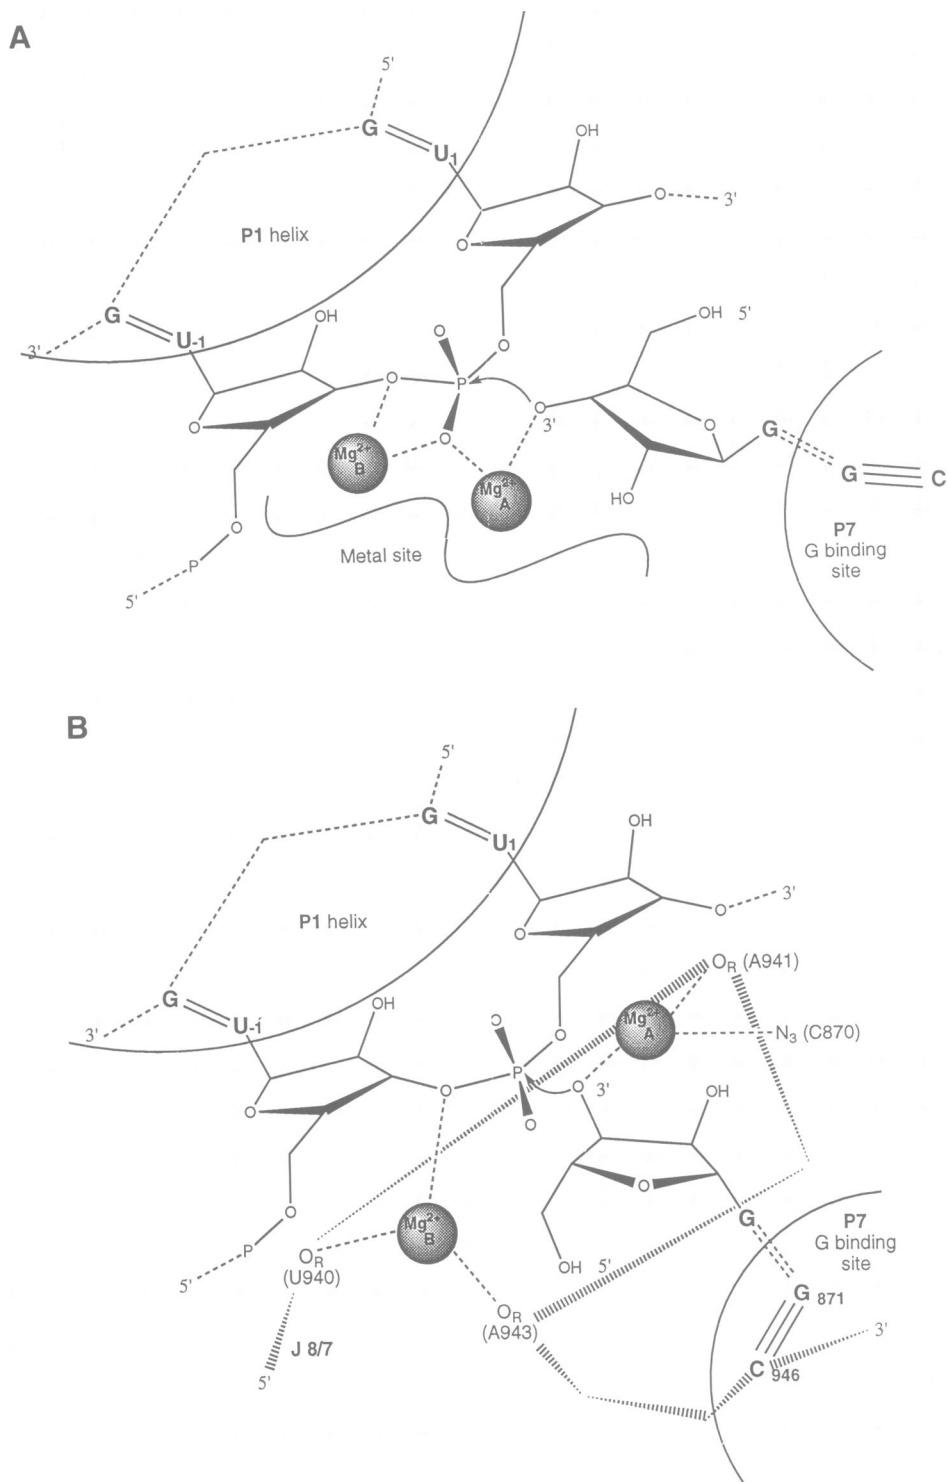 A
5'
G
U1
OH
O
3'
O
P1 helix
G
U-1
3'
OH
O
O
OH 5'
O
P
O
3'
O
G
O
O
Mg2+
B
Mg2+
A
HO
G
C
O
Metal site
P7
G binding
site
P
5'
B
5'
G
U1
OH
O
3'
O
P1 helix
OR (A941)
G
U-1
3'
OH
O
Mg2+
A
N3 (C870)
O
P
O
O
3'
OH
O
O
O
Mg2+
B
O
G
P7
G binding
site
P
OR
(U940)
OH 5'
5'
OR
(A943)
G 871
J 8/7
3'
C 946
5'